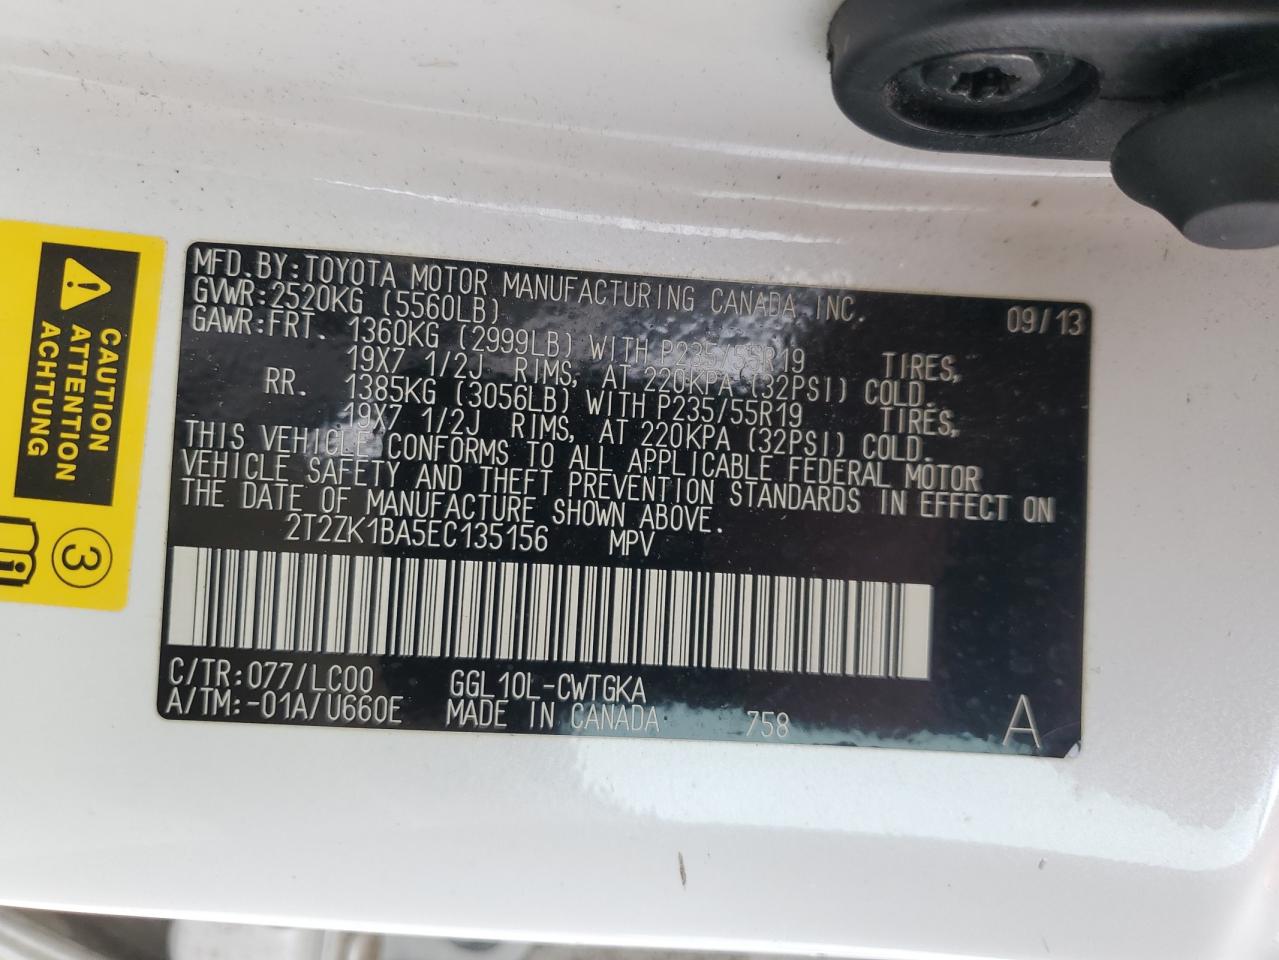 MFD.BY:TOYOTA MOTOR MANUFACTURING CANADA INC. 09/13
GVWR:2520KG (5560LB)
GAWR:FRT. 1360KG (2999LB) WITH P235/55R19 TIRES,
19X7 1/2J RIMS, AT 220KPA (32PSI) COLD.
RR. 1385KG (3056LB) WITH P235/55R19 TIRES,
19X7 1/2J RIMS, AT 220KPA (32PSI) COLD.
THIS VEHICLE CONFORMS TO ALL APPLICABLE FEDERAL MOTOR
VEHICLE SAFETY AND THEFT PREVENTION STANDARDS IN EFFECT ON
THE DATE OF MANUFACTURE SHOWN ABOVE.
2T2ZK1BA5EC135156 MPV
C/TR:077/LC00 GGL10L-CWTGKA
A/TM:-01A/U660E MADE IN CANADA 758 A
CAUTION
ATTENTION
ACHTUNG
3